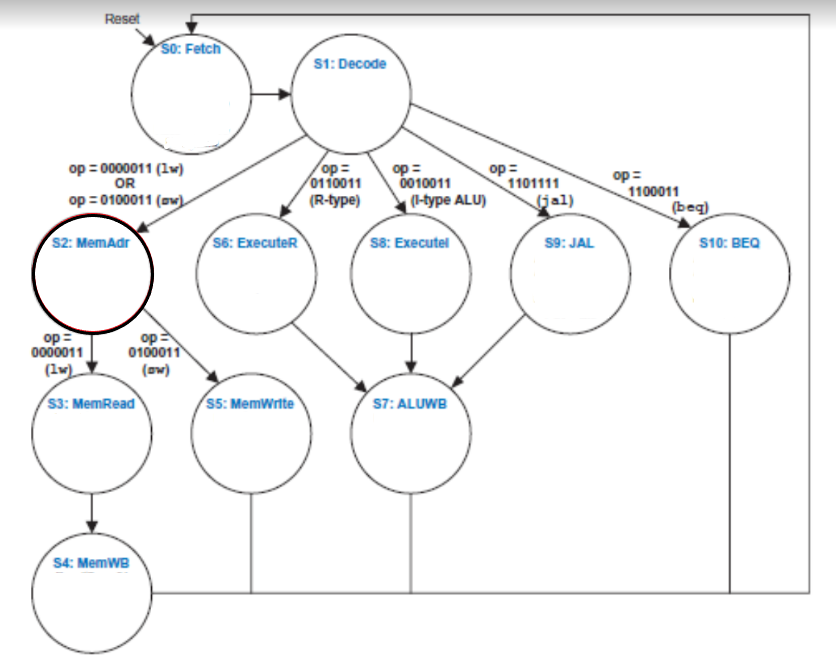 Reset
S0: Fetch
S1: Decode
op = 0000011 (lw)
OR
op = 0100011 (sw)
op =
0110011
(R-type)
op =
0010011
(I-type ALU)
op =
1101111
(jal)
op =
1100011
(beq)
S2: MemAdr
S6: ExecuteR
S8: ExecuteI
S9: JAL
S10: BEQ
op =
0000011
(lw)
op =
0100011
(sw)
S3: MemRead
S5: MemWrite
S7: ALUWB
S4: MemWB